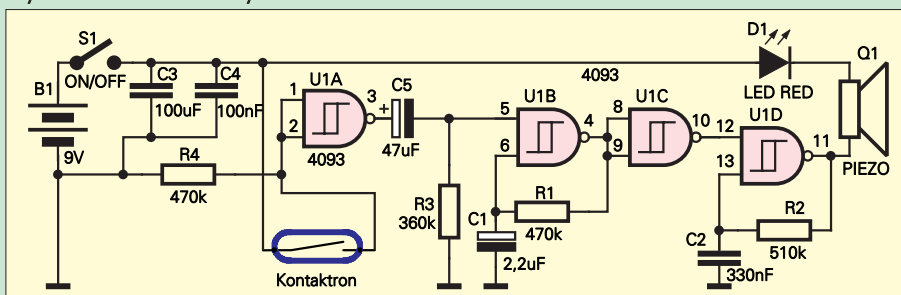 S1
ON/OFF
B1
9V
C3
100uF
C4
100nF
R4
470k
Kontaktron
U1A
1
2
3
4093
+
C5
47uF
R3
360k
U1B
5
6
4
C1
2,2uF
R1
470k
4093
U1C
8
9
10
D1
LED RED
U1D
12
13
11
Q1
PIEZO
R2
510k
C2
330nF